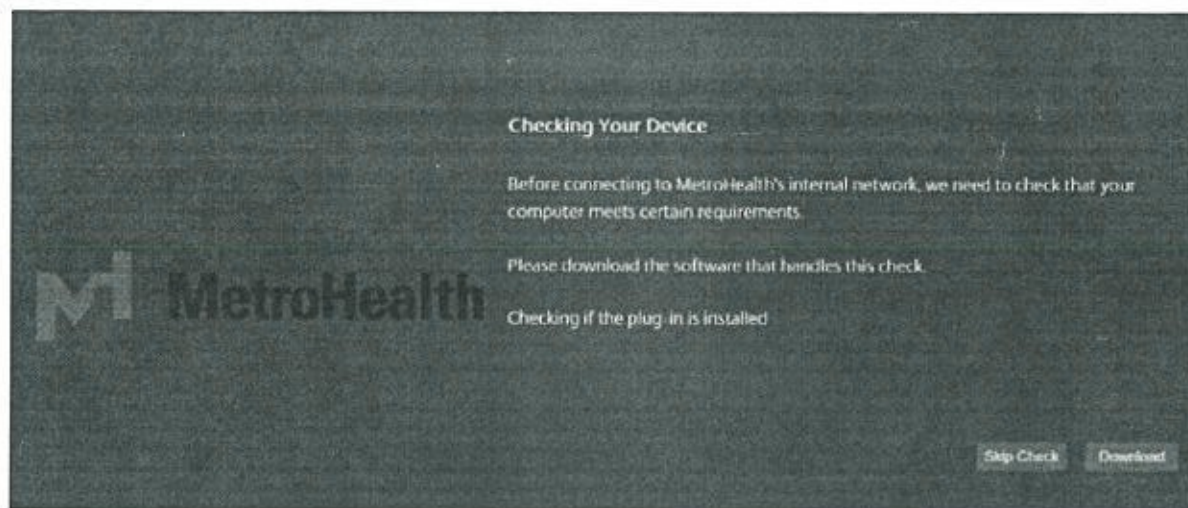 Checking Your Device
Before connecting to MetroHealth's internal network, we need to check that your
computer meets certain requirements.
Please download the software that handles this check.
MetroHealth
Checking if the plug-in is installed
Skip Check Download